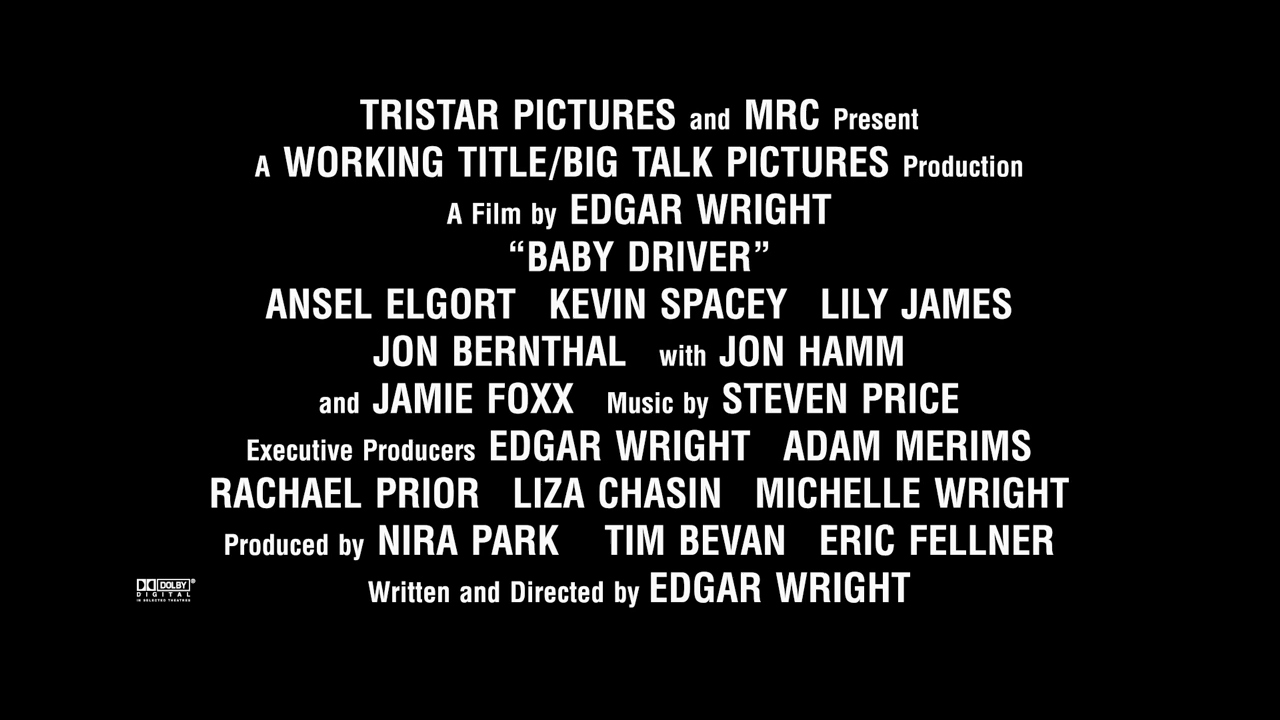 TRISTAR PICTURES and MRC Present
A WORKING TITLE/BIG TALK PICTURES Production
A Film by EDGAR WRIGHT
“BABY DRIVER”
ANSEL ELGORT KEVIN SPACEY LILY JAMES
JON BERNTHAL with JON HAMM
and JAMIE FOXX Music by STEVEN PRICE
Executive Producers EDGAR WRIGHT ADAM MERIMS
RACHAEL PRIOR LIZA CHASIN MICHELLE WRIGHT
Produced by NIRA PARK TIM BEVAN ERIC FELLNER
Written and Directed by EDGAR WRIGHT
DOLBY®
DIGITAL
IN SELECTED THEATRES